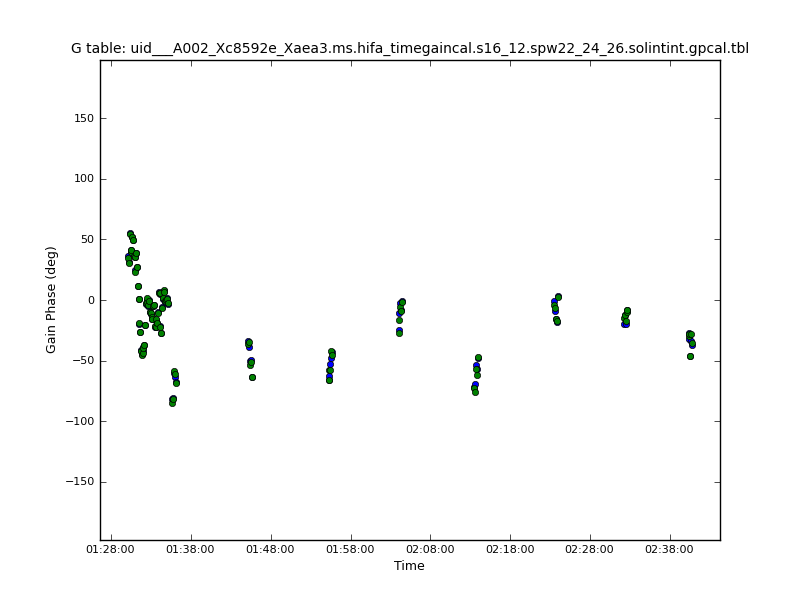 G table: uid___A002_Xc8592e_Xaea3.ms.hifa_timegaincal.s16_12.spw22_24_26.solintint.gpcal.tbl
Gain Phase (deg)
150
100
50
0
−50
−100
−150
01:28:00 01:38:00 01:48:00 01:58:00 02:08:00 02:18:00 02:28:00 02:38:00
Time